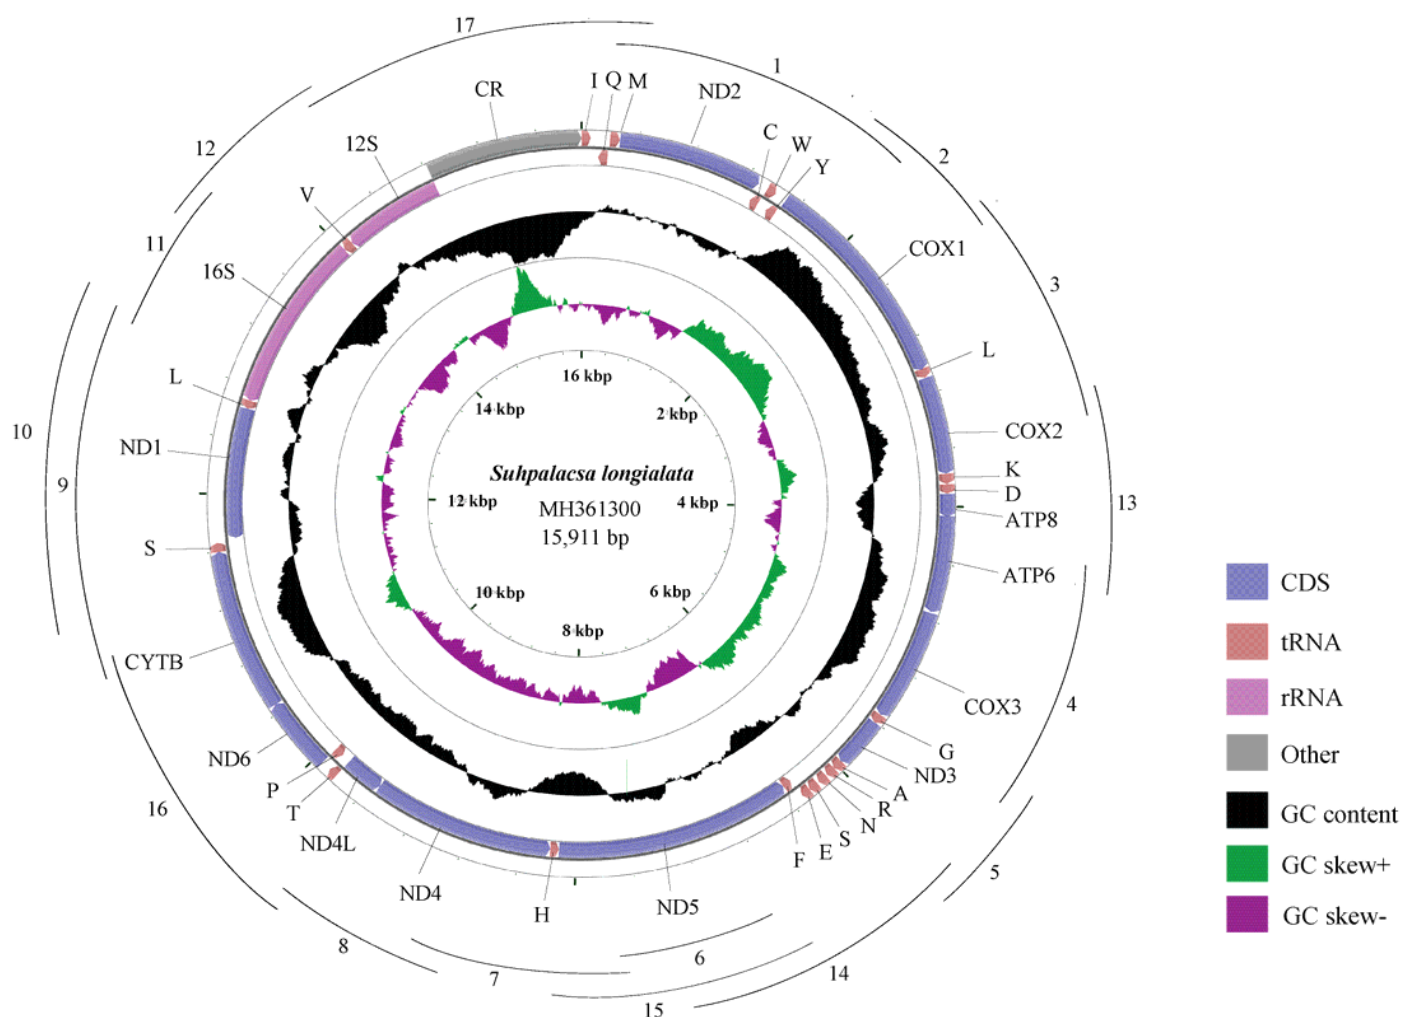 17
1
CR
I
Q
M
ND2
12
12S
C
W
Y
2
V
11
COX1
3
16S
L
L
10
9
ND1
COX2
K
D
ATP8
13
S
ATP6
CYTB
COX3
4
G
ND3
A
R
N
S
E
F
ND6
P
T
16
ND4L
ND4
H
ND5
5
8
7
6
14
15
16 kbp
2 kbp
4 kbp
6 kbp
8 kbp
10 kbp
12 kbp
14 kbp
Suhpalacsa longialata
MH361300
15,911 bp
CDS
tRNA
rRNA
Other
GC content
GC skew+
GC skew-